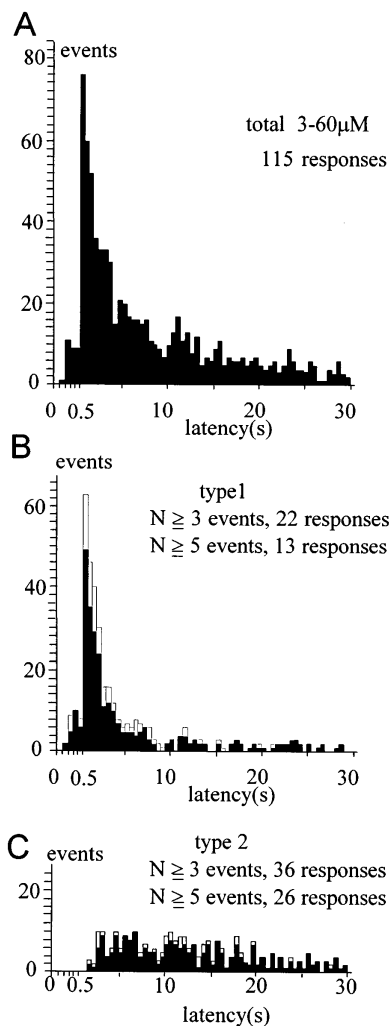 A
events
80
60
40
20
0
total 3-60µM
115 responses
0 0.5 10 20 30
latency(s)
B
events
60
40
20
0
type1
N ≧ 3 events, 22 responses
N ≧ 5 events, 13 responses
0 0.5 10 20 30
latency(s)
C
events
20
0
type 2
N ≧ 3 events, 36 responses
N ≧ 5 events, 26 responses
0 0.5 10 20 30
latency(s)